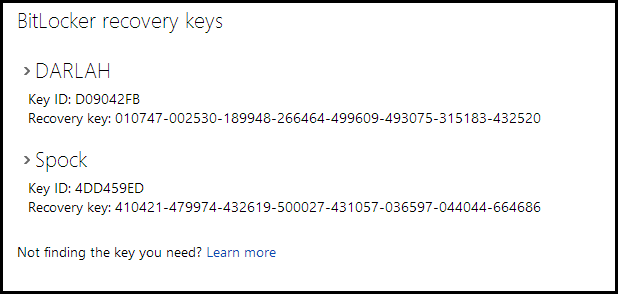 BitLocker recovery keys
DARLAH
Key ID: D09042FB
Recovery key: 010747-002530-189948-266464-499609-493075-315183-432520
Spock
Key ID: 4DD459ED
Recovery key: 410421-479974-432619-500027-431057-036597-044044-664686
Not finding the key you need? Learn more